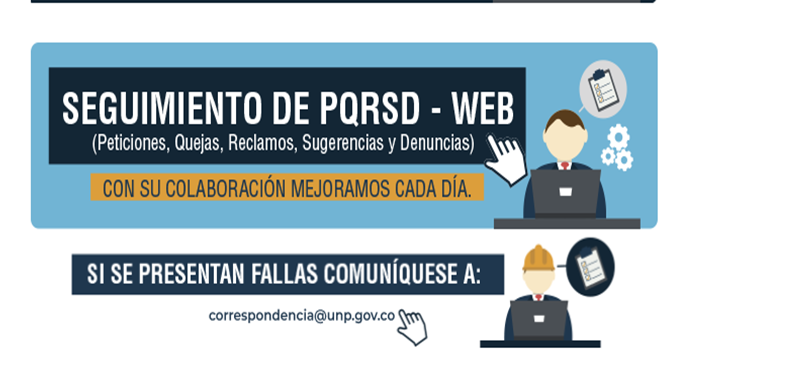 SEGUIMIENTO DE PQRSD - WEB
(Peticiones, Quejas, Reclamos, Sugerencias y Denuncias)
CON SU COLABORACIÓN MEJORAMOS CADA DÍA.
SI SE PRESENTAN FALLAS COMUNÍQUESE A:
correspondencia@unp.gov.co